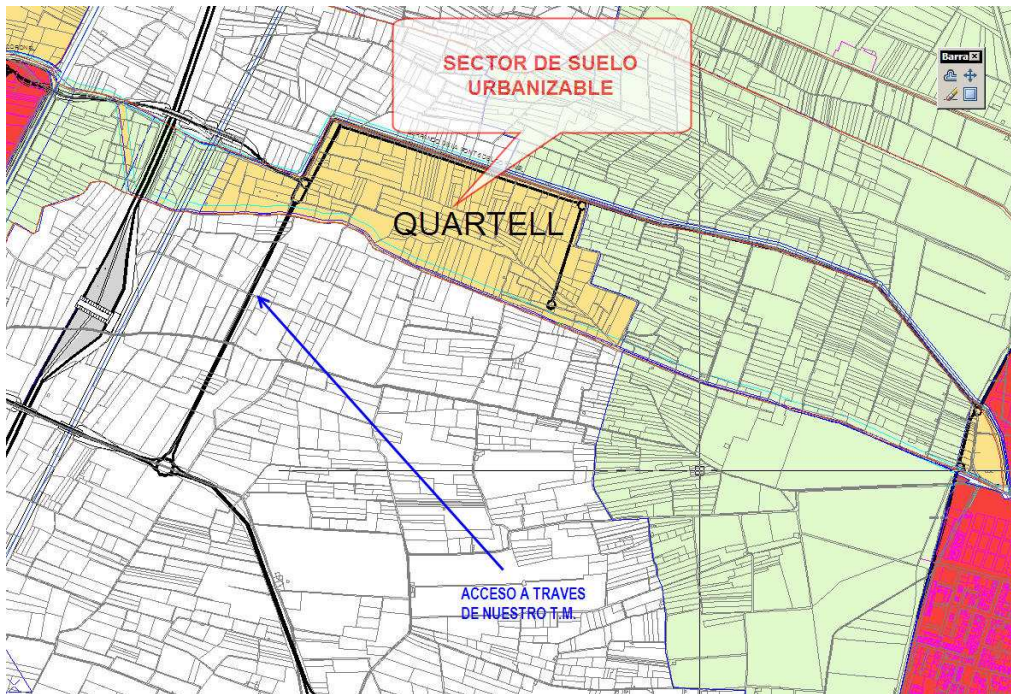 Barra
SECTOR DE SUELO
URBANIZABLE
QUARTELL
ACCESO A TRAVES
DE NUESTRO T.M.